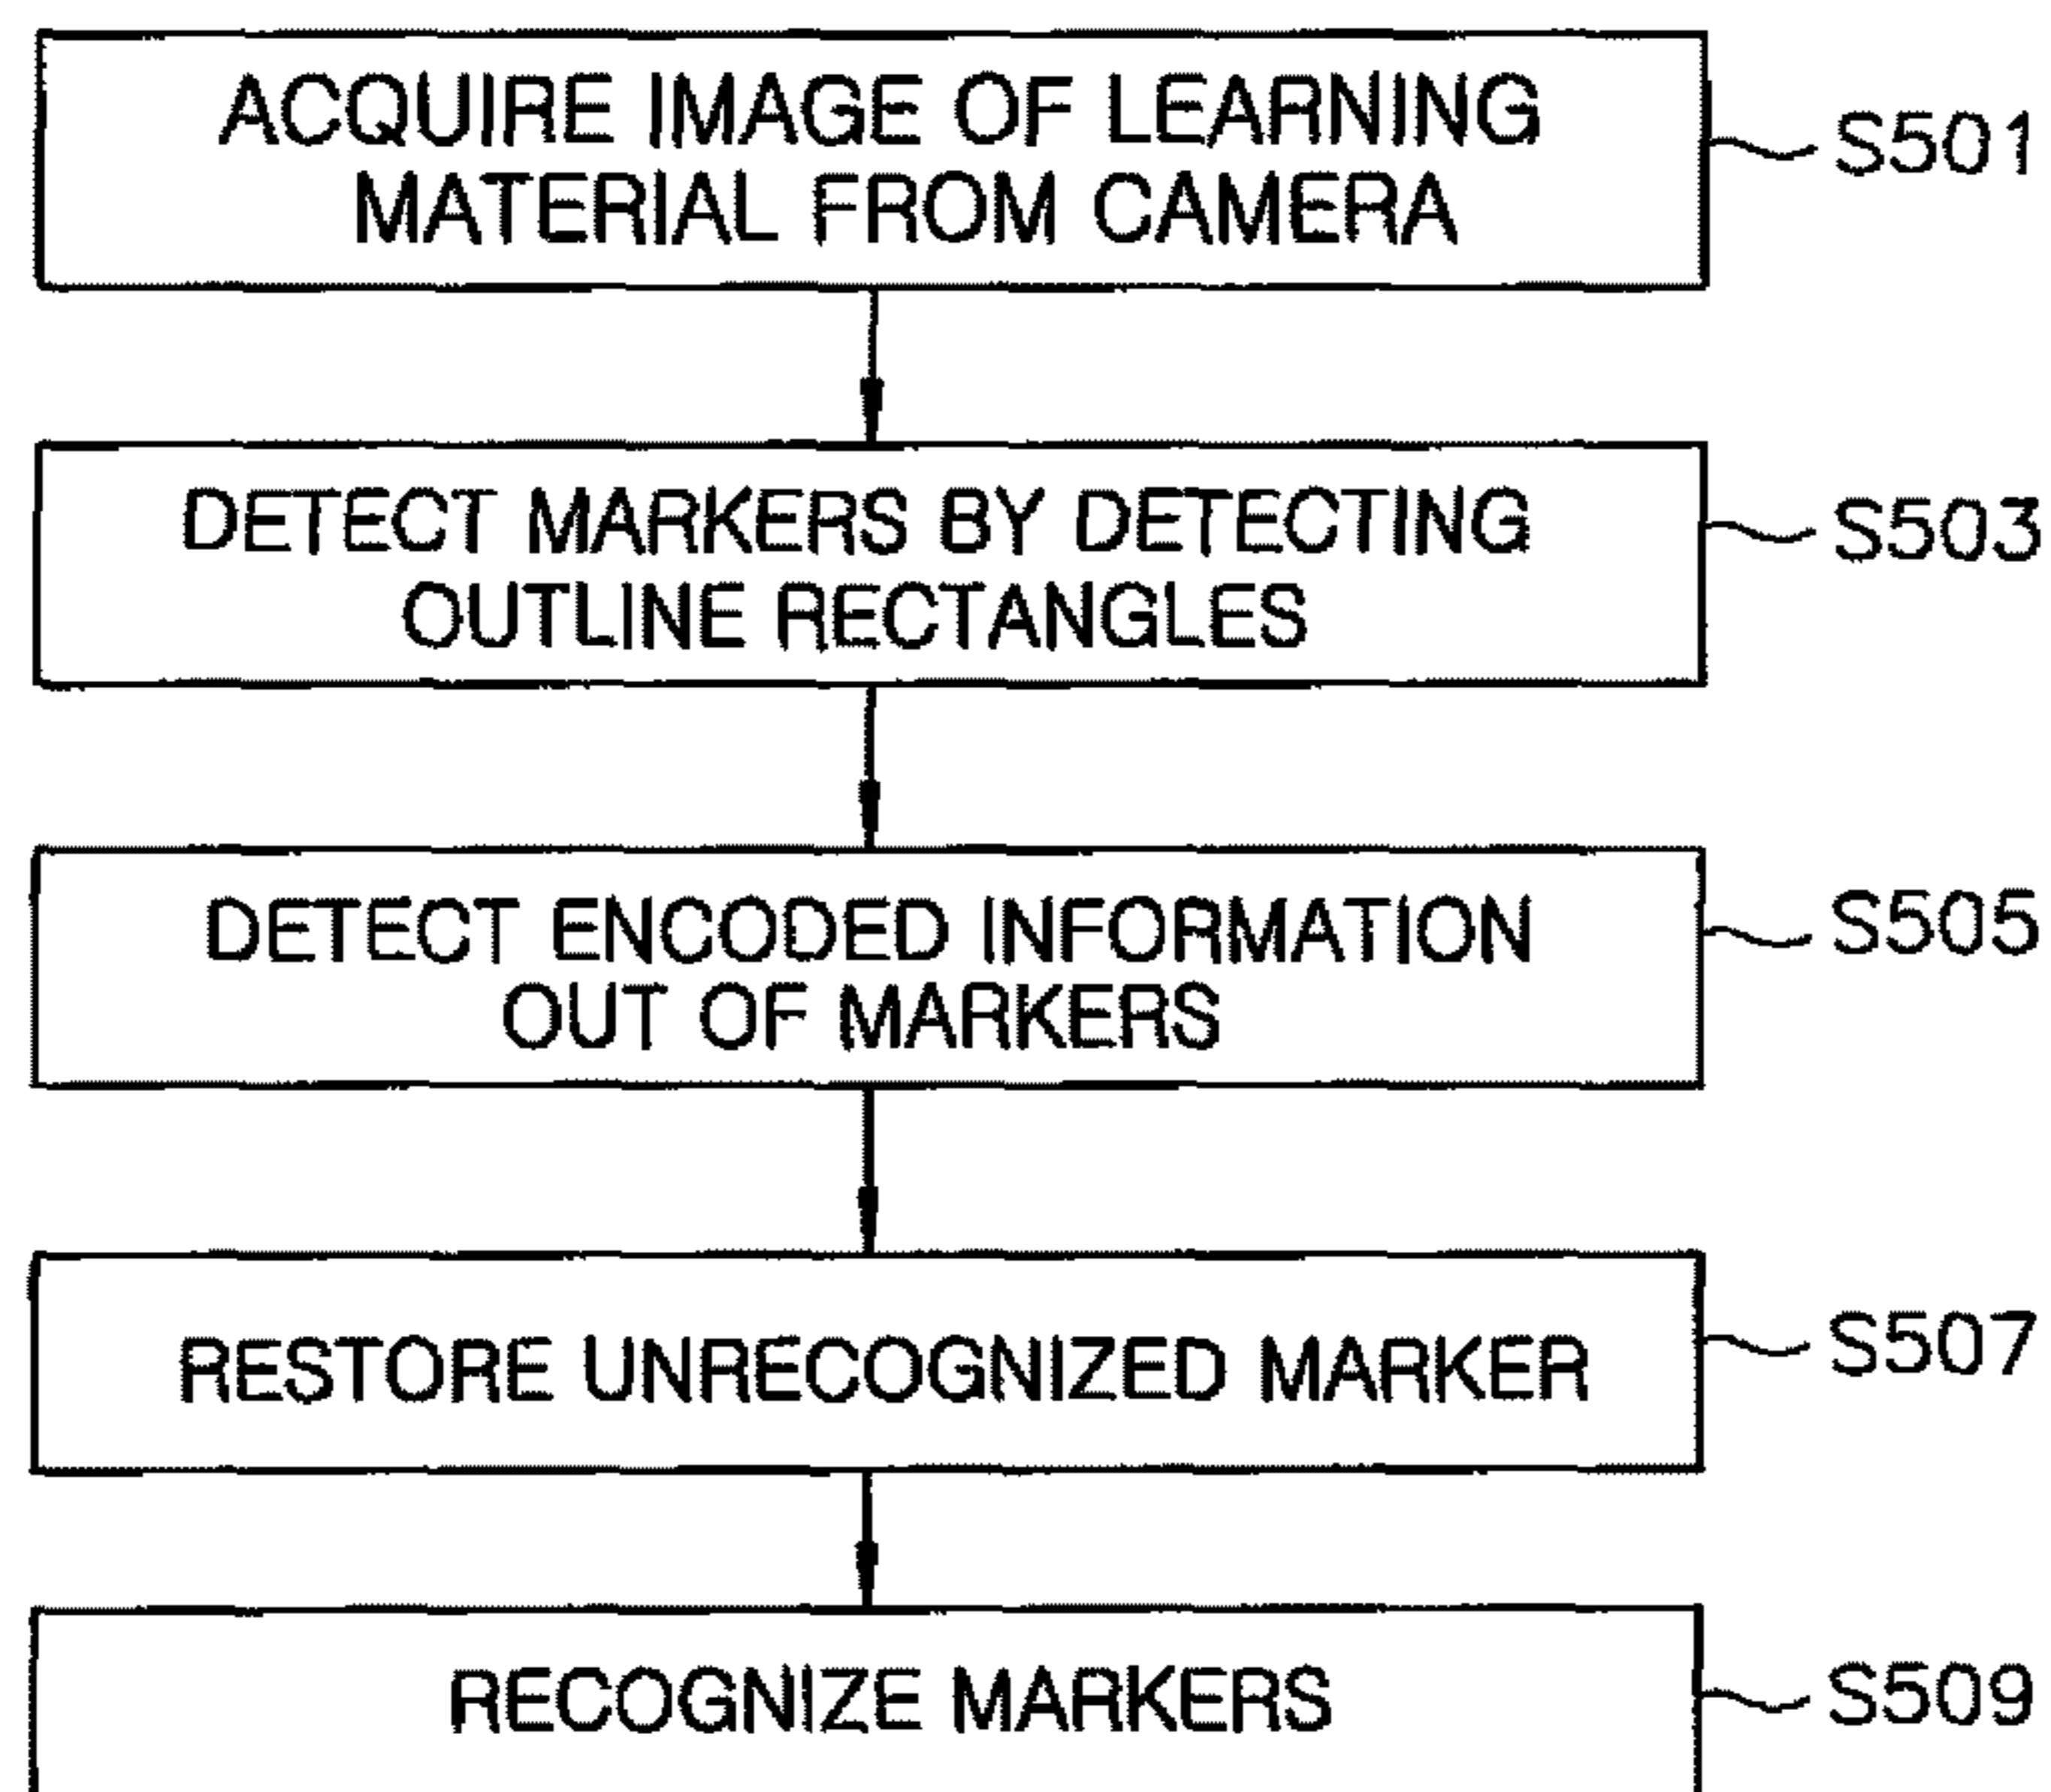 ACQUIRE IMAGE OF LEARNING
MATERIAL FROM CAMERA
S501
DETECT MARKERS BY DETECTING
OUTLINE RECTANGLES
S503
DETECT ENCODED INFORMATION
OUT OF MARKERS
S505
RESTORE UNRECOGNIZED MARKER
S507
RECOGNIZE MARKERS
S509